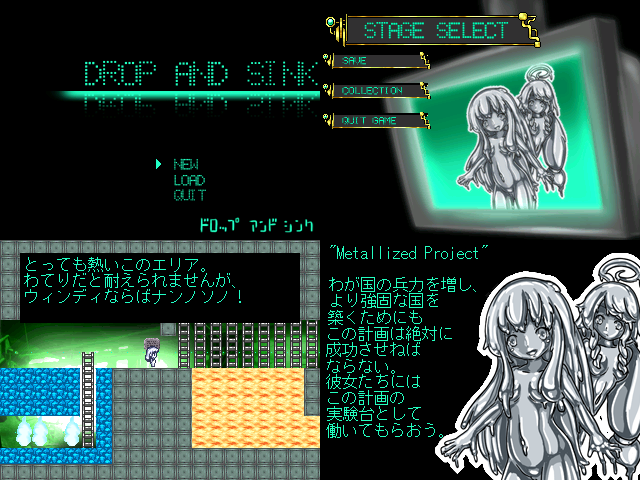 DROP AND SINK
NEW
LOAD
QUIT
ドロップ アンド シンク
STAGE SELECT
SAVE
COLLECTION
QUIT GAME
とっても熱いこのエリア。
わてりだと耐えられませんが、
ウィンディならばナンノソノ！
"Metallized Project"
わが国の兵力を増し、
より強固な国を
築くためにも
この計画は絶対に
成功させねば
ならない。
彼女たちには
この計画の
実験台として
働いてもらおう。